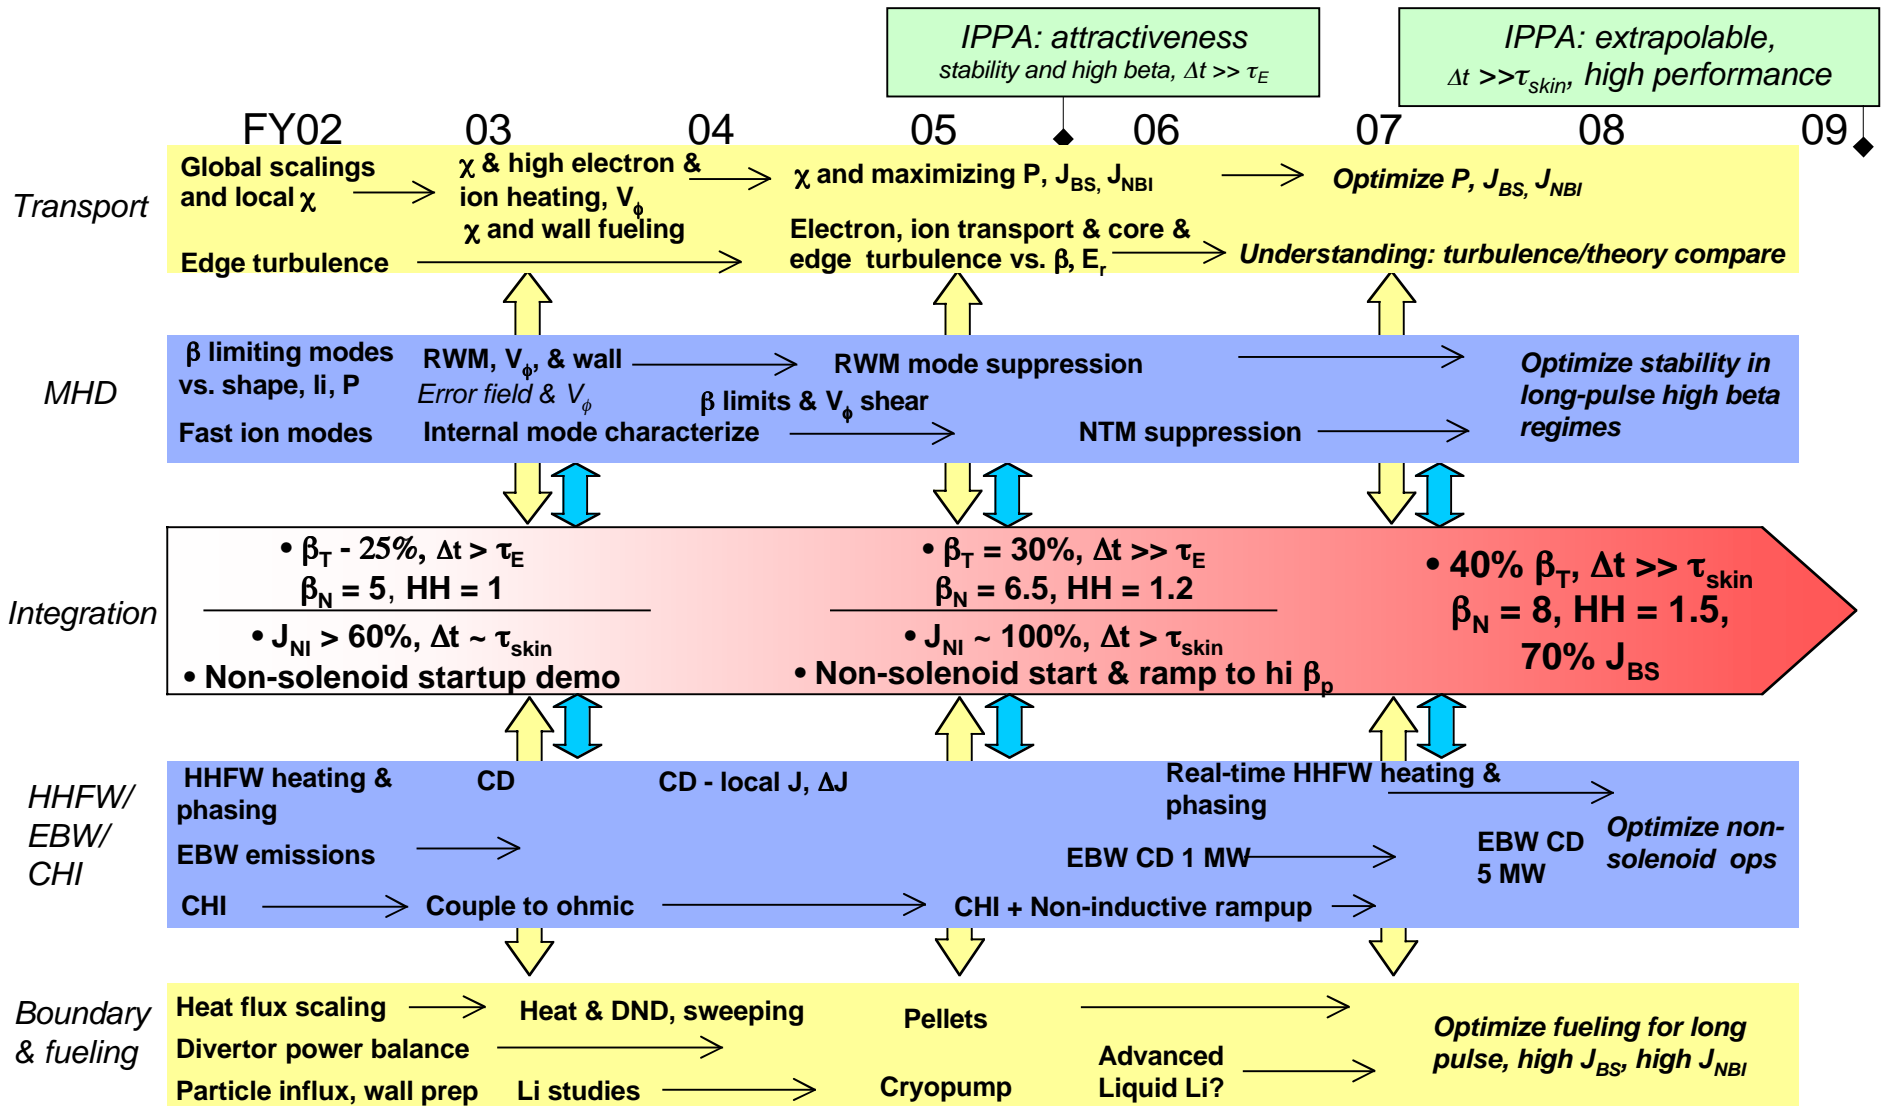 IPPA: attractiveness
stability and high beta, Δt >> τE
IPPA: extrapolable,
Δt >>τskin, high performance
FY02 03 04 05 06 07 08 09
Transport
Global scalings
and local χ
χ & high electron &
ion heating, Vϕ
χ and wall fueling
χ and maximizing P, JBS, JNBI
Optimize P, JBS, JNBI
Edge turbulence
Electron, ion transport & core &
edge turbulence vs. β, Er
Understanding: turbulence/theory compare
MHD
β limiting modes
vs. shape, li, P
RWM, Vϕ, & wall
Error field & Vϕ
RWM mode suppression
β limits & Vϕ shear
Optimize stability in
long-pulse high beta
regimes
Fast ion modes
Internal mode characterize
NTM suppression
Integration
• βT - 25%, Δt > τE
βN = 5, HH = 1
• JNI > 60%, Δt ~ τskin
• Non-solenoid startup demo
• βT = 30%, Δt >> τE
βN = 6.5, HH = 1.2
• JNI ~ 100%, Δt > τskin
• Non-solenoid start & ramp to hi βp
• 40% βT, Δt >> τskin
βN = 8, HH = 1.5,
70% JBS
HHFW/
EBW/
CHI
HHFW heating &
phasing
CD
CD - local J, ΔJ
Real-time HHFW heating &
phasing
EBW emissions
EBW CD 1 MW
EBW CD
5 MW
Optimize non-
solenoid ops
CHI
Couple to ohmic
CHI + Non-inductive rampup
Boundary
& fueling
Heat flux scaling
Heat & DND, sweeping
Pellets
Divertor power balance
Particle influx, wall prep
Li studies
Cryopump
Advanced
Liquid Li?
Optimize fueling for long
pulse, high JBS, high JNBI